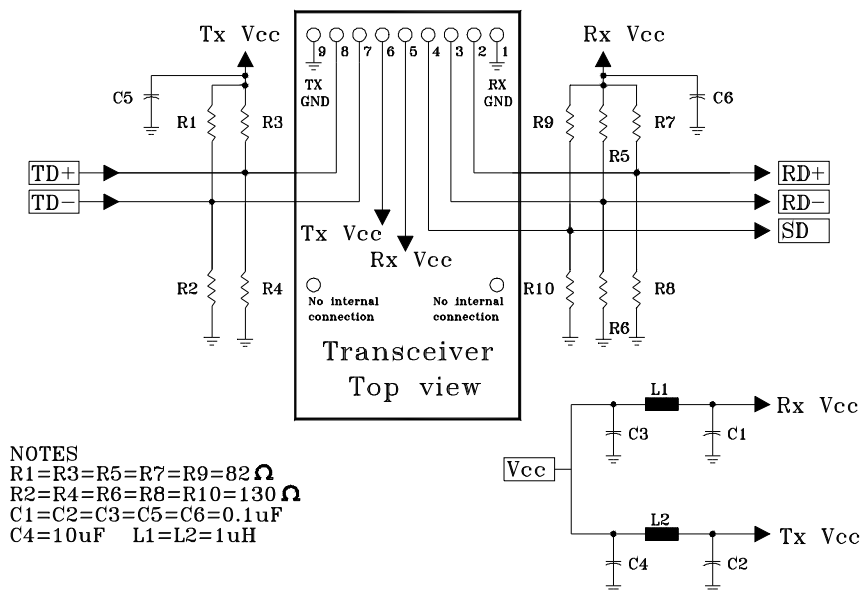 Tx Vcc
Rx Vcc
9 8 7 6 5 4 3 2 1
TX
GND
RX
GND
C5
C6
R1
R3
R9
R5
R7
TD+
TD-
RD+
RD-
SD
Tx Vcc
Rx Vcc
R2
R4
R10
R6
R8
No internal
connection
No internal
connection
Transceiver
Top view
L1
Rx Vcc
C3
C1
Vcc
L2
Tx Vcc
C4
C2
NOTES
R1=R3=R5=R7=R9=82Ω
R2=R4=R6=R8=R10=130Ω
C1=C2=C3=C5=C6=0.1uF
C4=10uF L1=L2=1uH